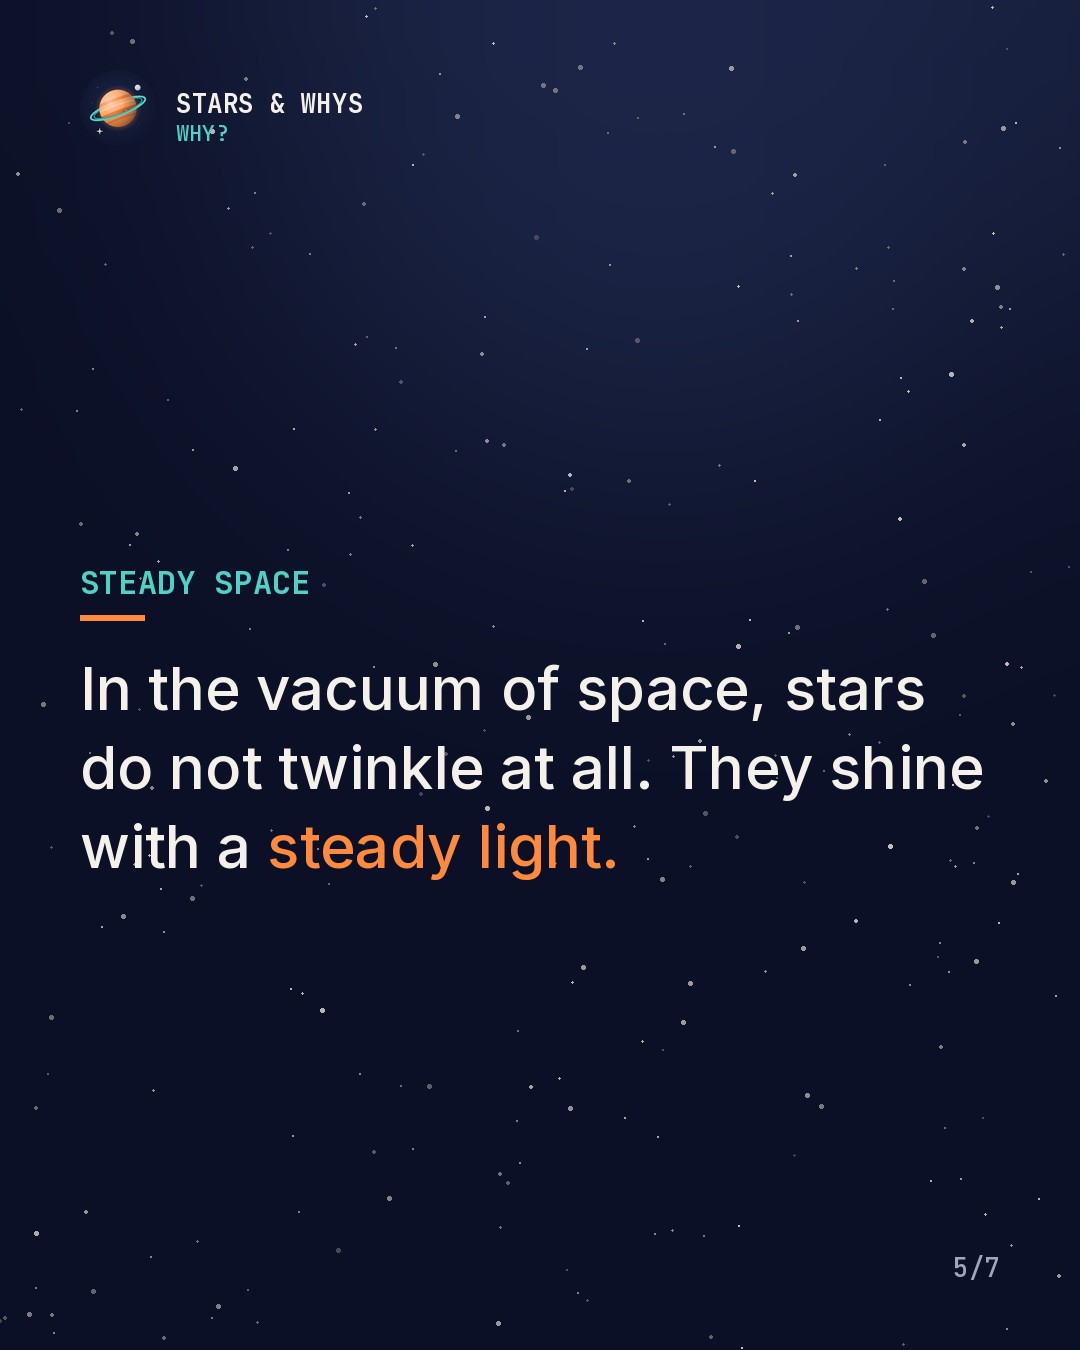 STARS & WHYS
WHY?
STEADY SPACE
In the vacuum of space, stars
do not twinkle at all. They shine
with a steady light.
5/7